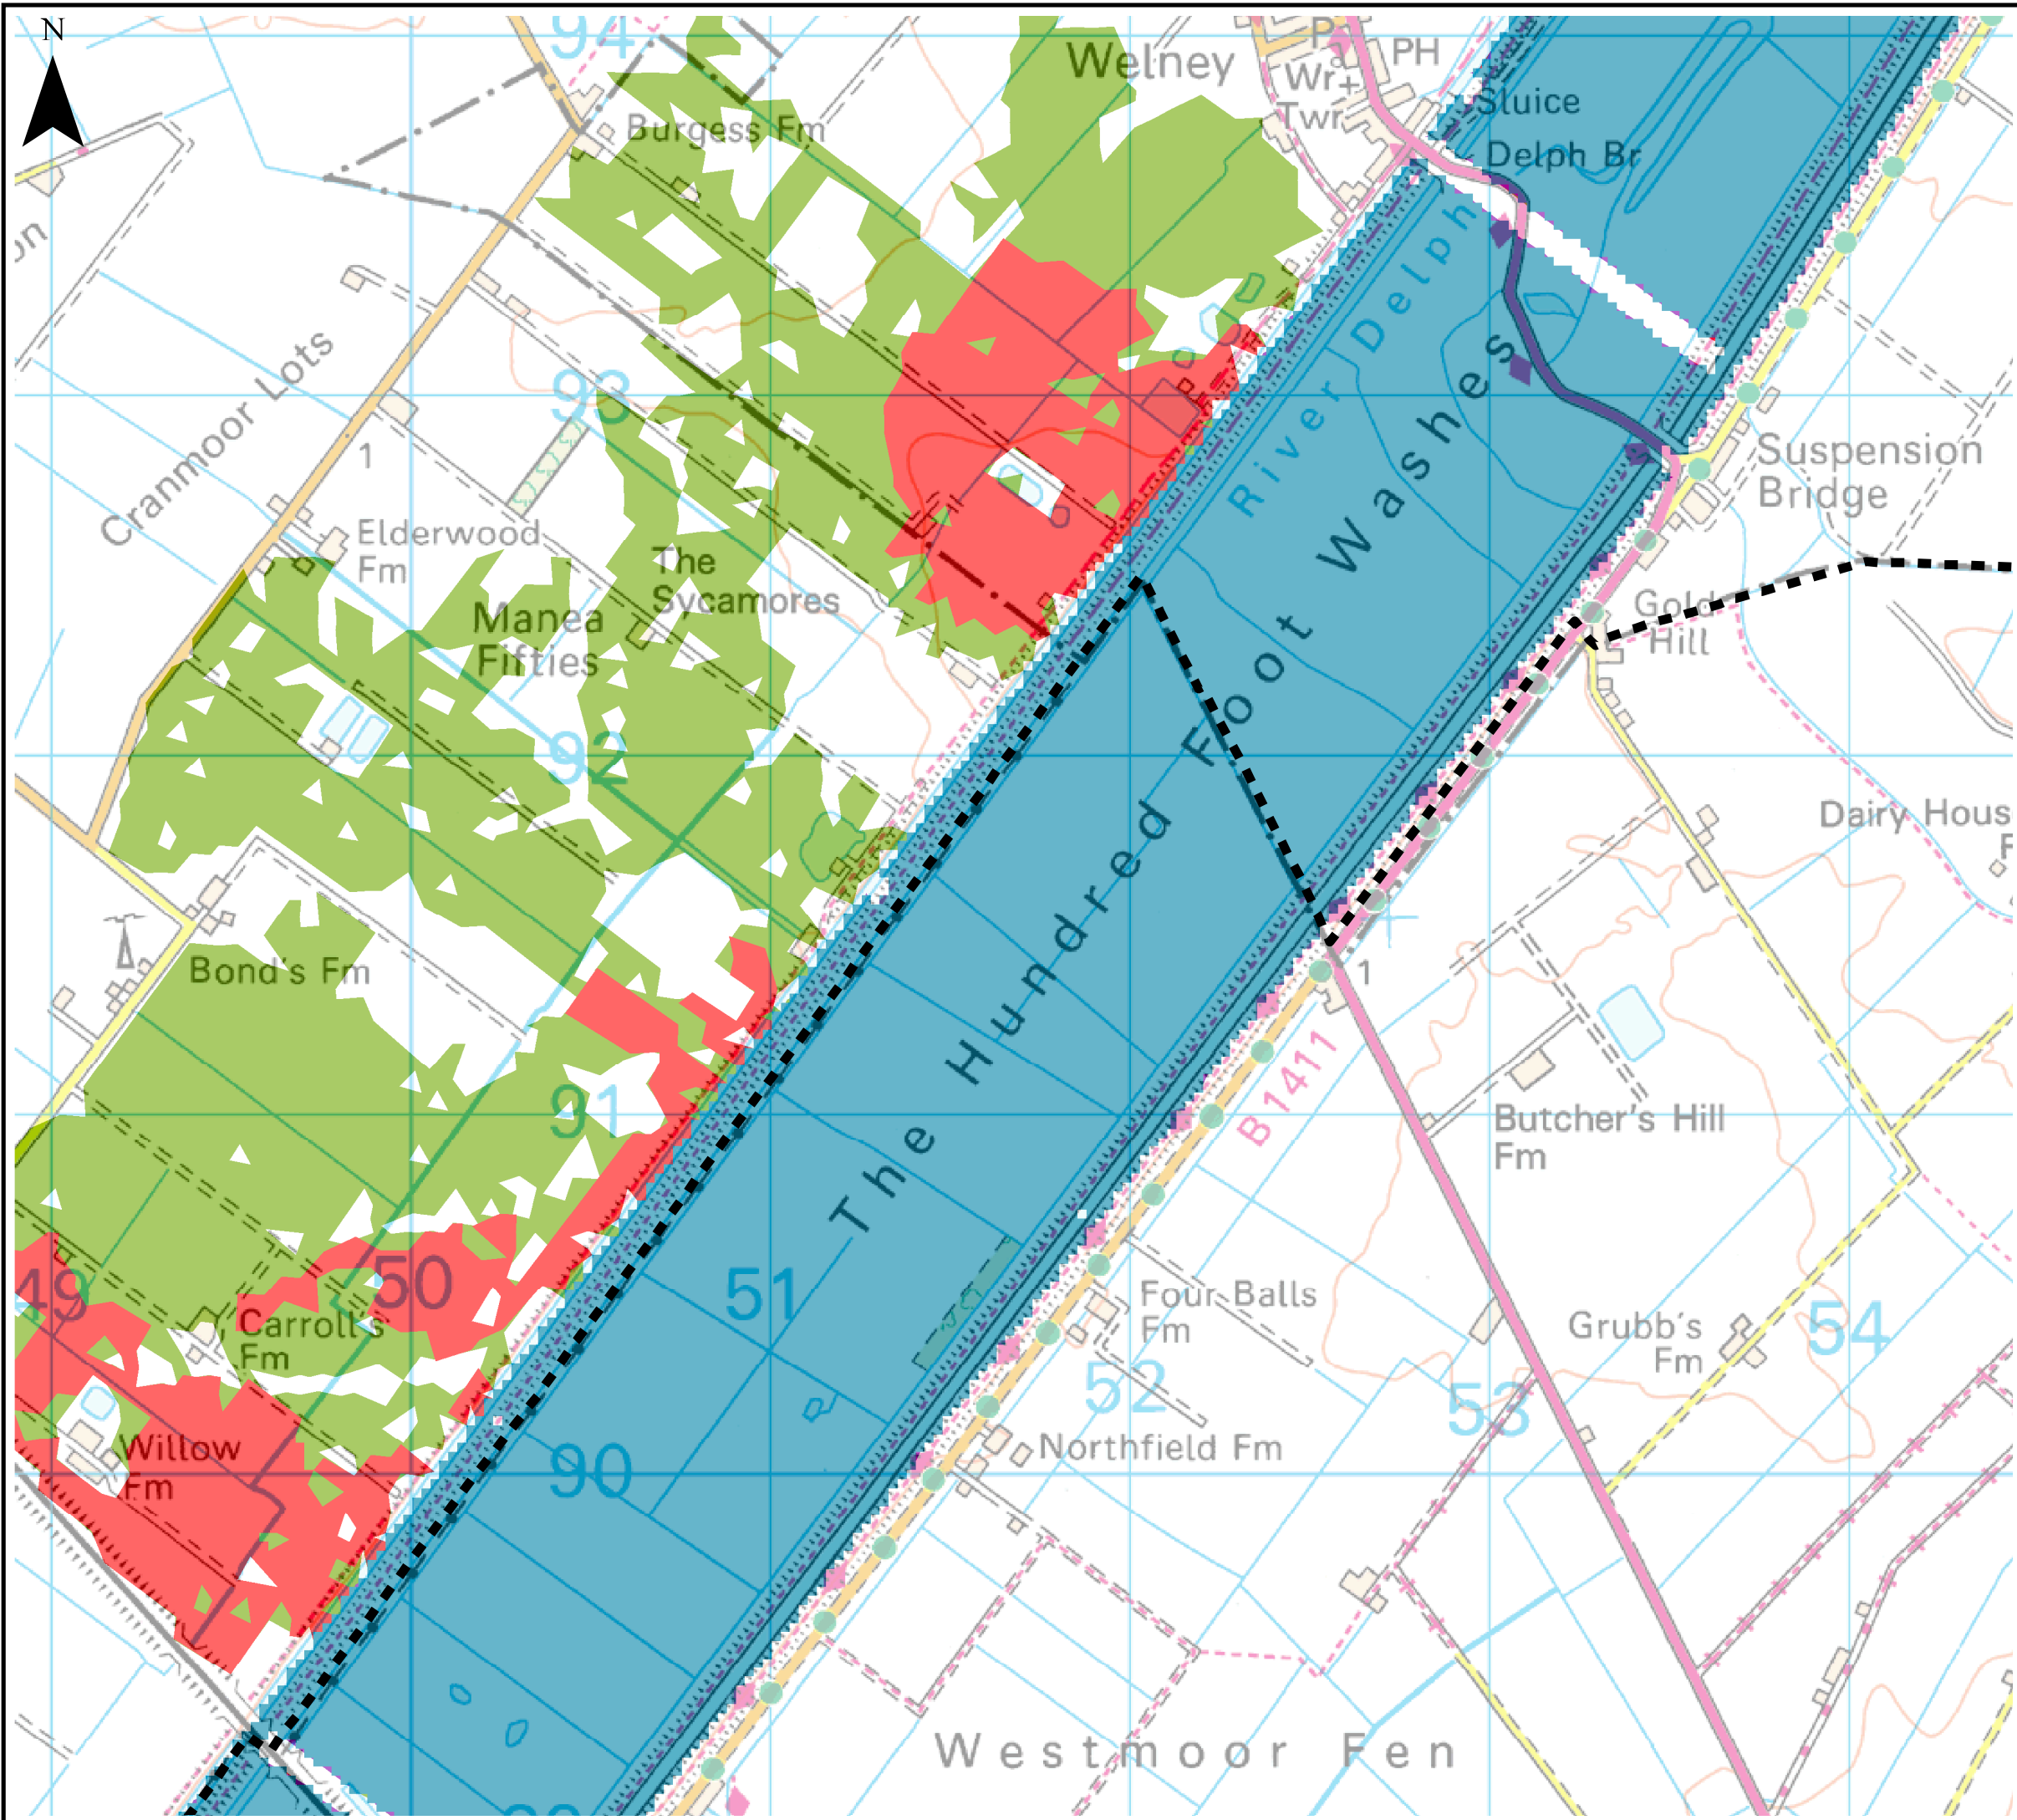 N
94
Welney
P
PH
Wr
Twr
Sluice
Delph Br
Burgess Fm
on
River Delph
Cranmoor Lots
93
1
Suspension
Bridge
Elderwood
Fm
The
Sycamores
Manea
Fifties
Gold
Hill
92
Dairy Hous
F
The Hundred Foot Washes
Bond's Fm
1
91
B1411
Butcher's Hill
Fm
49
50
51
Four Balls
Fm
Carroll's
Fm
Grubb's
Fm
54
52
53
Willow
Fm
90
Northfield Fm
Westmoor Fen